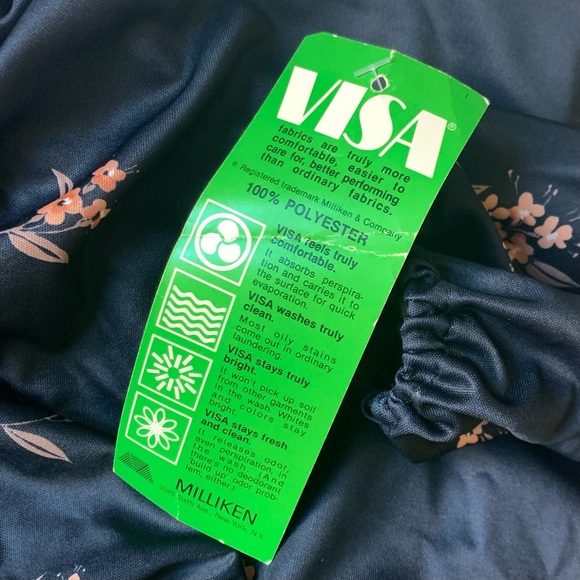 VISA®
fabrics are truly more
comfortable, easier to
care for, better performing
than ordinary fabrics.
® Registered trademark Milliken & Company
100% POLYESTER
VISA feels truly
comfortable.
It absorbs perspira-
tion and carries it to
the surface for quick
evaporation.
VISA washes truly
clean.
Most oily stains
come out in ordinary
laundering.
VISA stays truly
bright.
It won't pick up soil
from other garments
in the wash. Whites
and colors stay
bright.
VISA stays fresh
and clean.
It releases odor,
even perspiration, in
the wash. (And
there's no deodorant
build up odor prob-
lem, either.)
MILLIKEN
1045 Sixth Ave., New York, N.Y.